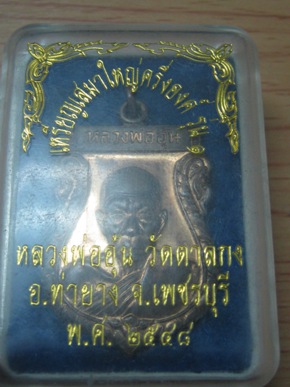 เหรียญเสมาใหญ่ครึ่งองค์ รุ่น ๑
หลวงพ่ออุ้น
หลวงพ่ออุ้น วัดตาลกง
อ.ท่ายาง จ.เพชรบุรี
พ.ศ. ๒๕๔๘